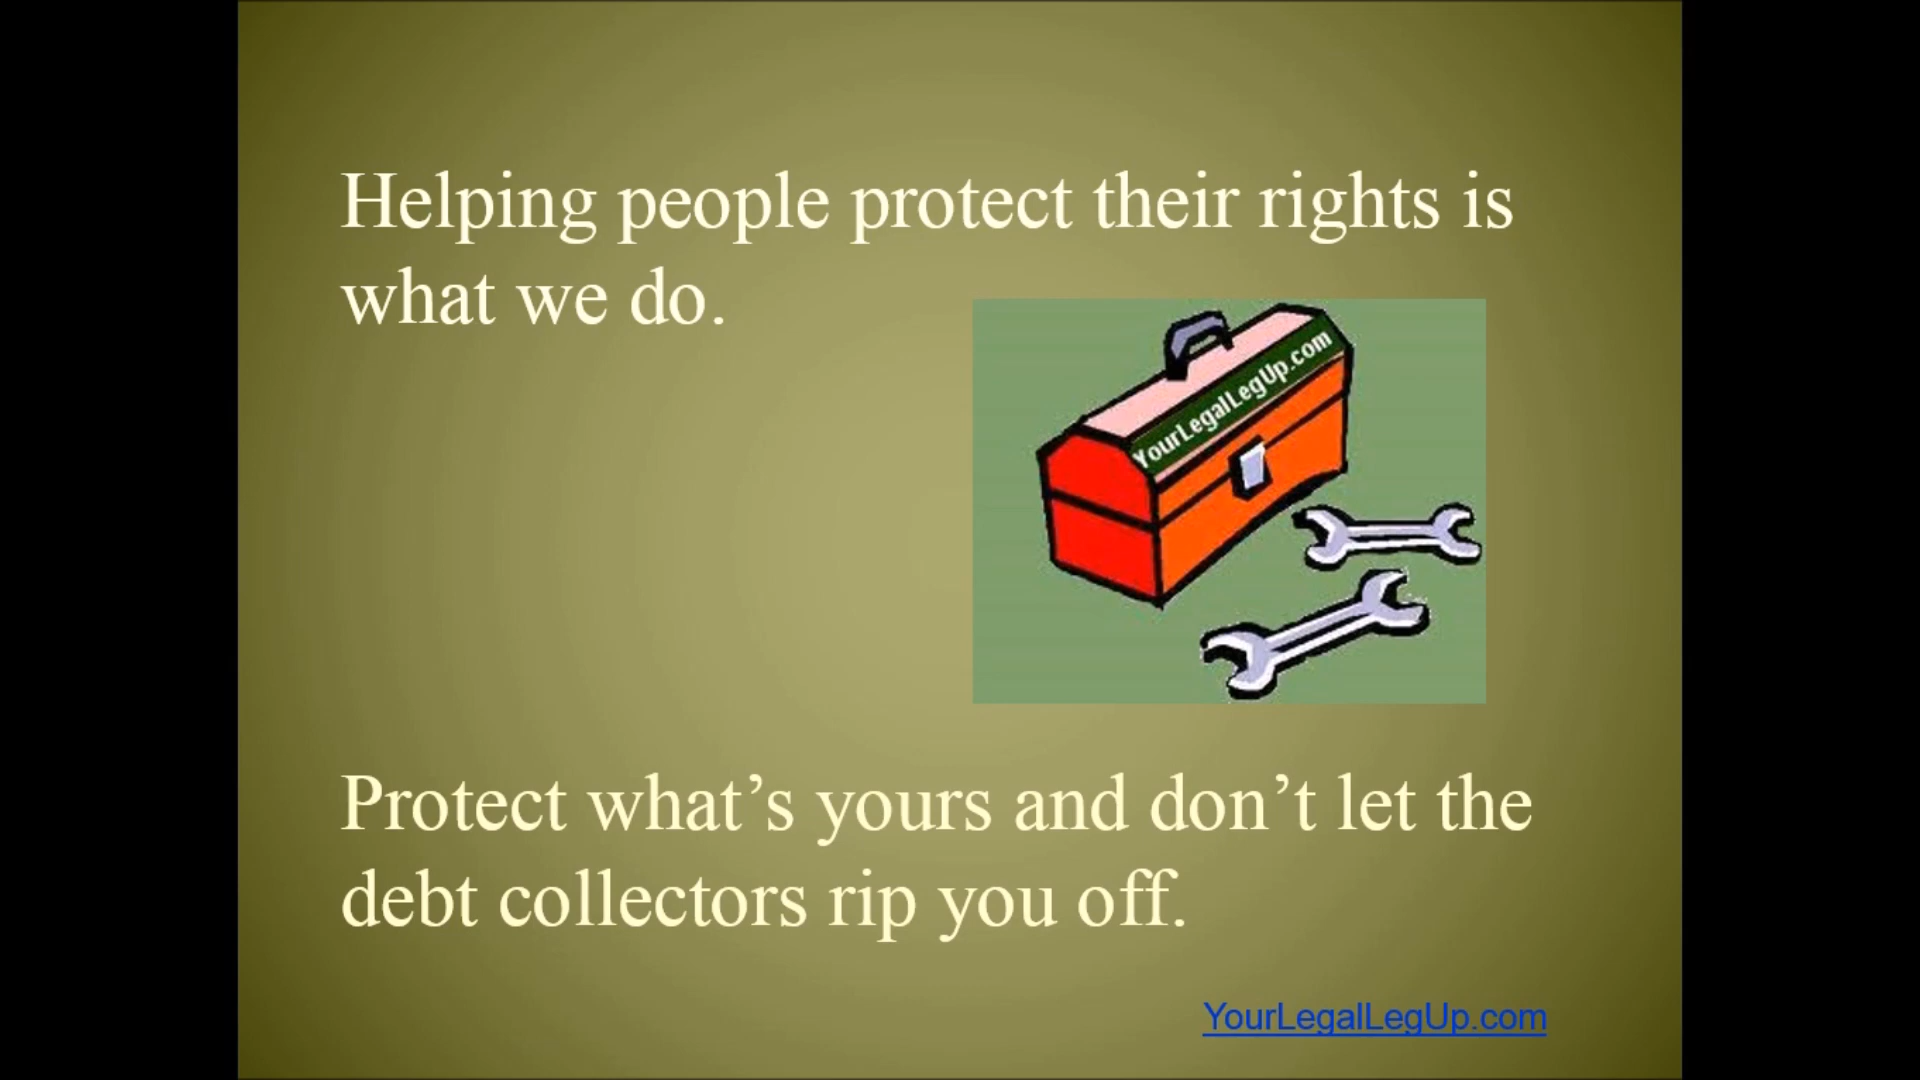 Helping people protect their rights is
what we do.
YourLegalLegUp.com
Protect what’s yours and don’t let the
debt collectors rip you off.
YourLegalLegUp.com